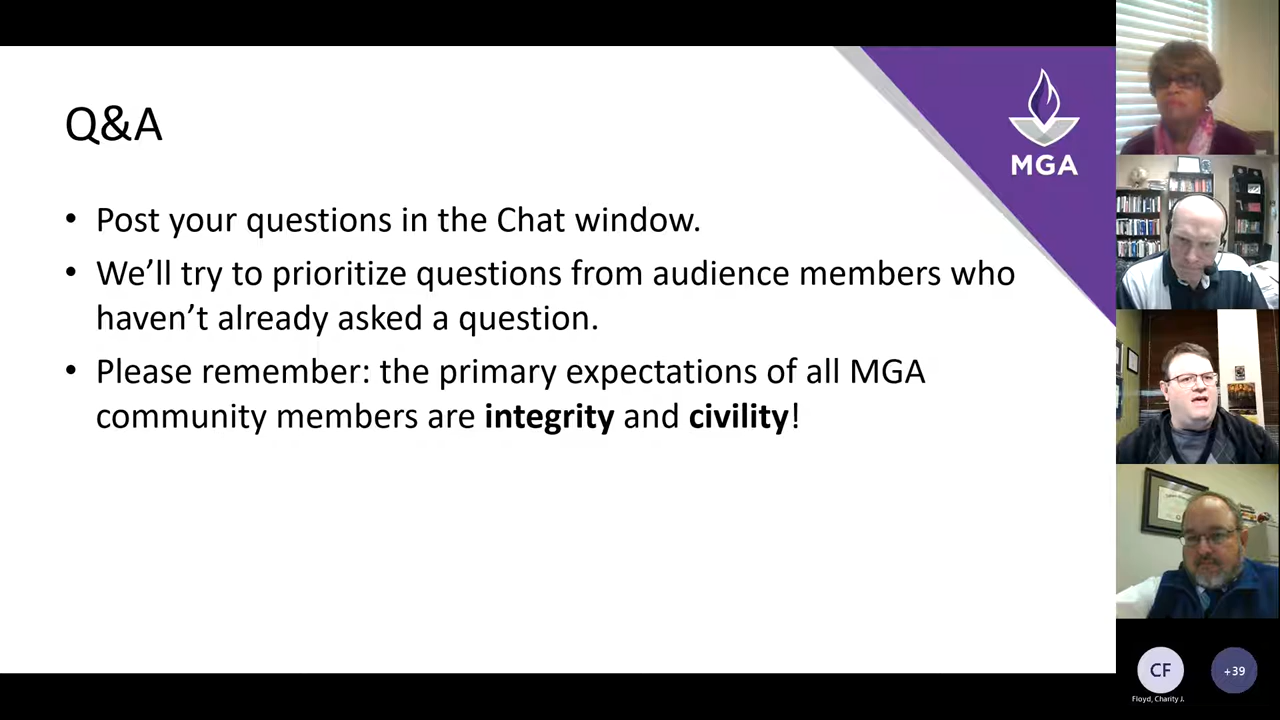 Q&A
MGA
• Post your questions in the Chat window.
• We’ll try to prioritize questions from audience members who
haven’t already asked a question.
• Please remember: the primary expectations of all MGA
community members are integrity and civility!
CF
+39
Floyd, Charity J.